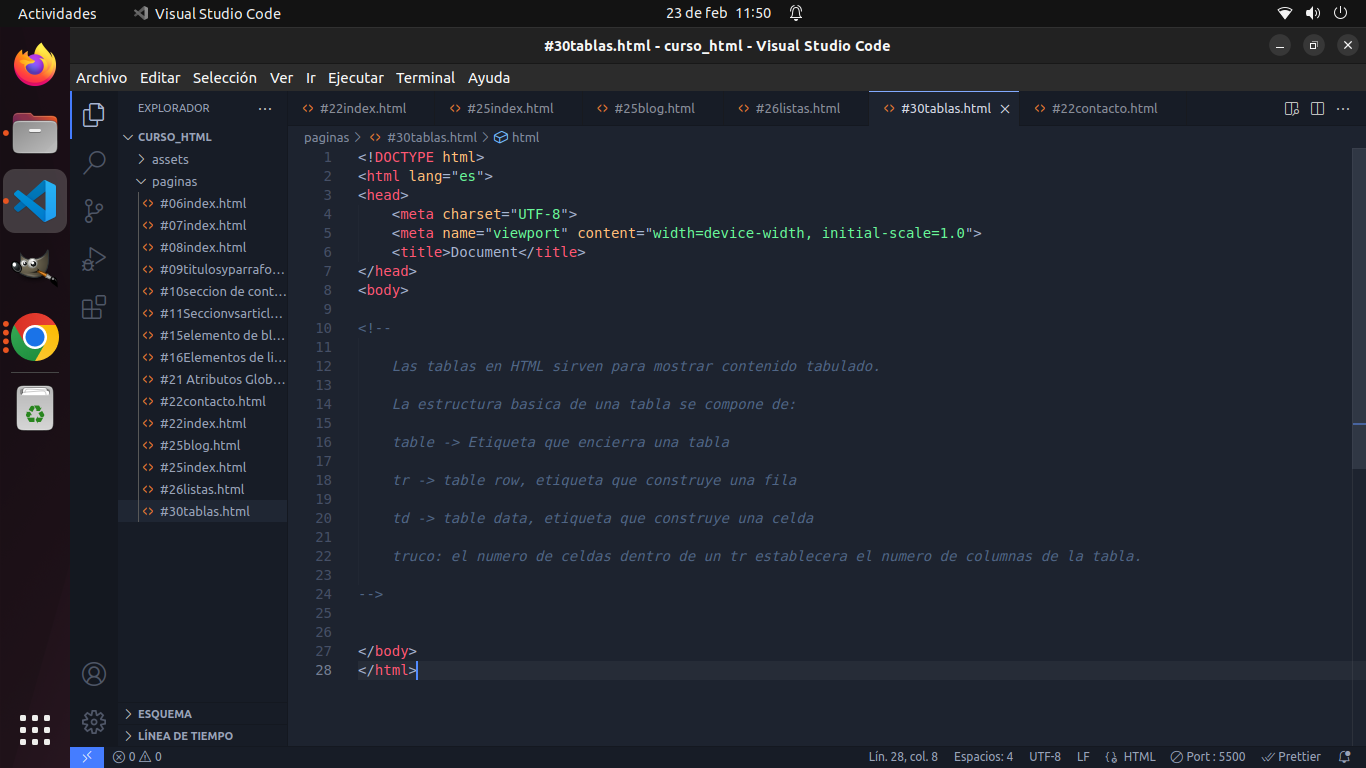 Actividades
Visual Studio Code
23 de feb 11:50
#30tablas.html - curso_html - Visual Studio Code
Archivo Editar Selección Ver Ir Ejecutar Terminal Ayuda
EXPLORADOR
CURSO_HTML
assets
paginas
#06index.html
#07index.html
#08index.html
#09titulosyparrafo...
#10seccion de cont...
#11Seccionvsarticl...
#15elemento de bl...
#16Elementos de li...
#21 Atributos Glob...
#22contacto.html
#22index.html
#25blog.html
#25index.html
#26listas.html
#30tablas.html
ESQUEMA
LÍNEA DE TIEMPO
#22index.html #25index.html #25blog.html #26listas.html #30tablas.html #22contacto.html
paginas > #30tablas.html > html
1 <!DOCTYPE html>
2 <html lang="es">
3 <head>
4 <meta charset="UTF-8">
5 <meta name="viewport" content="width=device-width, initial-scale=1.0">
6 <title>Document</title>
7 </head>
8 <body>
9
10 <!--
11
12 Las tablas en HTML sirven para mostrar contenido tabulado.
13
14 La estructura basica de una tabla se compone de:
15
16 table -> Etiqueta que encierra una tabla
17
18 tr -> table row, etiqueta que construye una fila
19
20 td -> table data, etiqueta que construye una celda
21
22 truco: el numero de celdas dentro de un tr establecera el numero de columnas de la tabla.
23
24 -->
25
26
27 </body>
28 </html>
0 0
Lín. 28, col. 8 Espacios: 4 UTF-8 LF HTML Port : 5500 Prettier